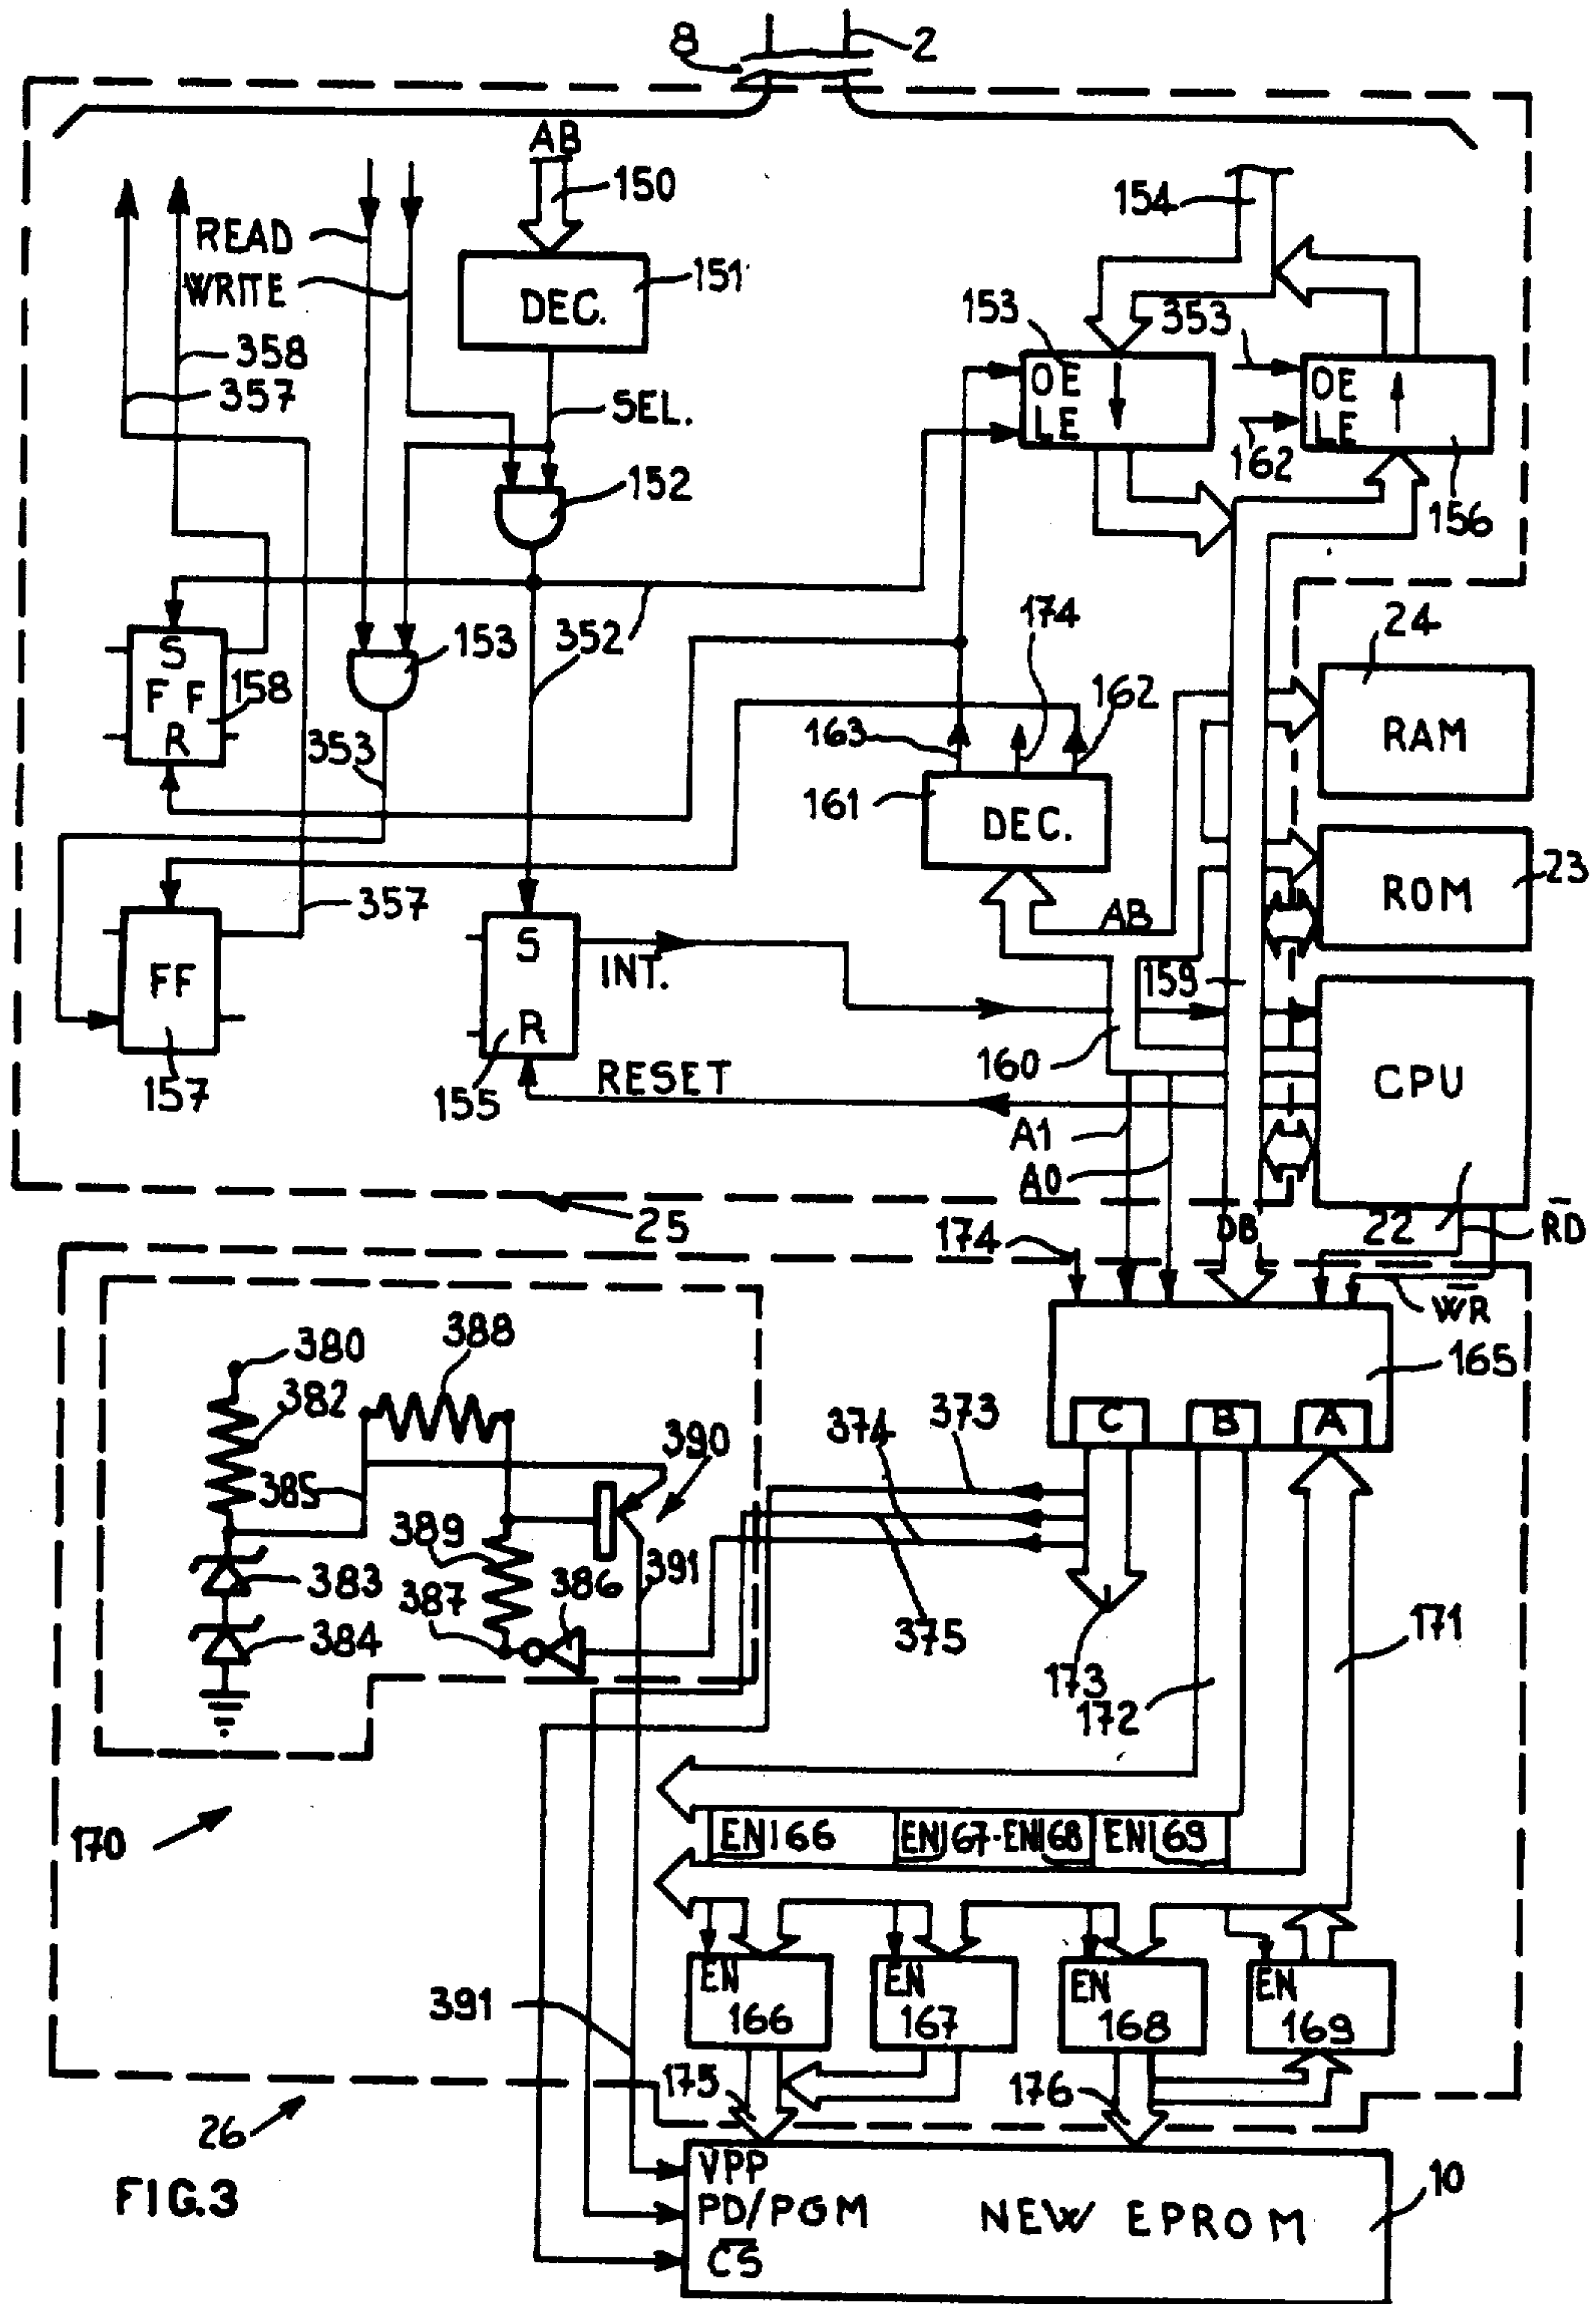 8
2
AB
150
154
READ
WRITE
DEC.
151
153
353
358
357
OE
LE
OE
LE
SEL.
162
152
156
174
24
S
FF
R
158
153
352
163
162
RAM
353
161
DEC.
357
AB
ROM
23
FF
S
R
INT.
159
160
CPU
157
155
RESET
A1
A0
25
174
DB
22
R̅D̅
W̅R̅
380
388
165
382
390
374
373
C
B
A
385
389
391
383
387
386
384
375
171
173
172
170
EN166
EN167-EN168
EN169
EN
166
EN
167
EN
168
EN
169
391
175
176
26
VPP
PD/PGM
C̅S̅
NEW EPROM
10
FIG.3